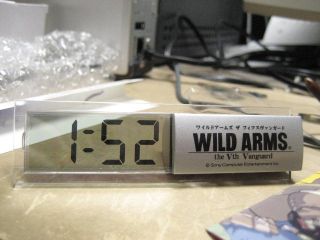 1:52
ワイルドアームズ ザ フィフスヴァンガード
WILD ARMS®
the Vth Vanguard
© Sony Computer Entertainment Inc.